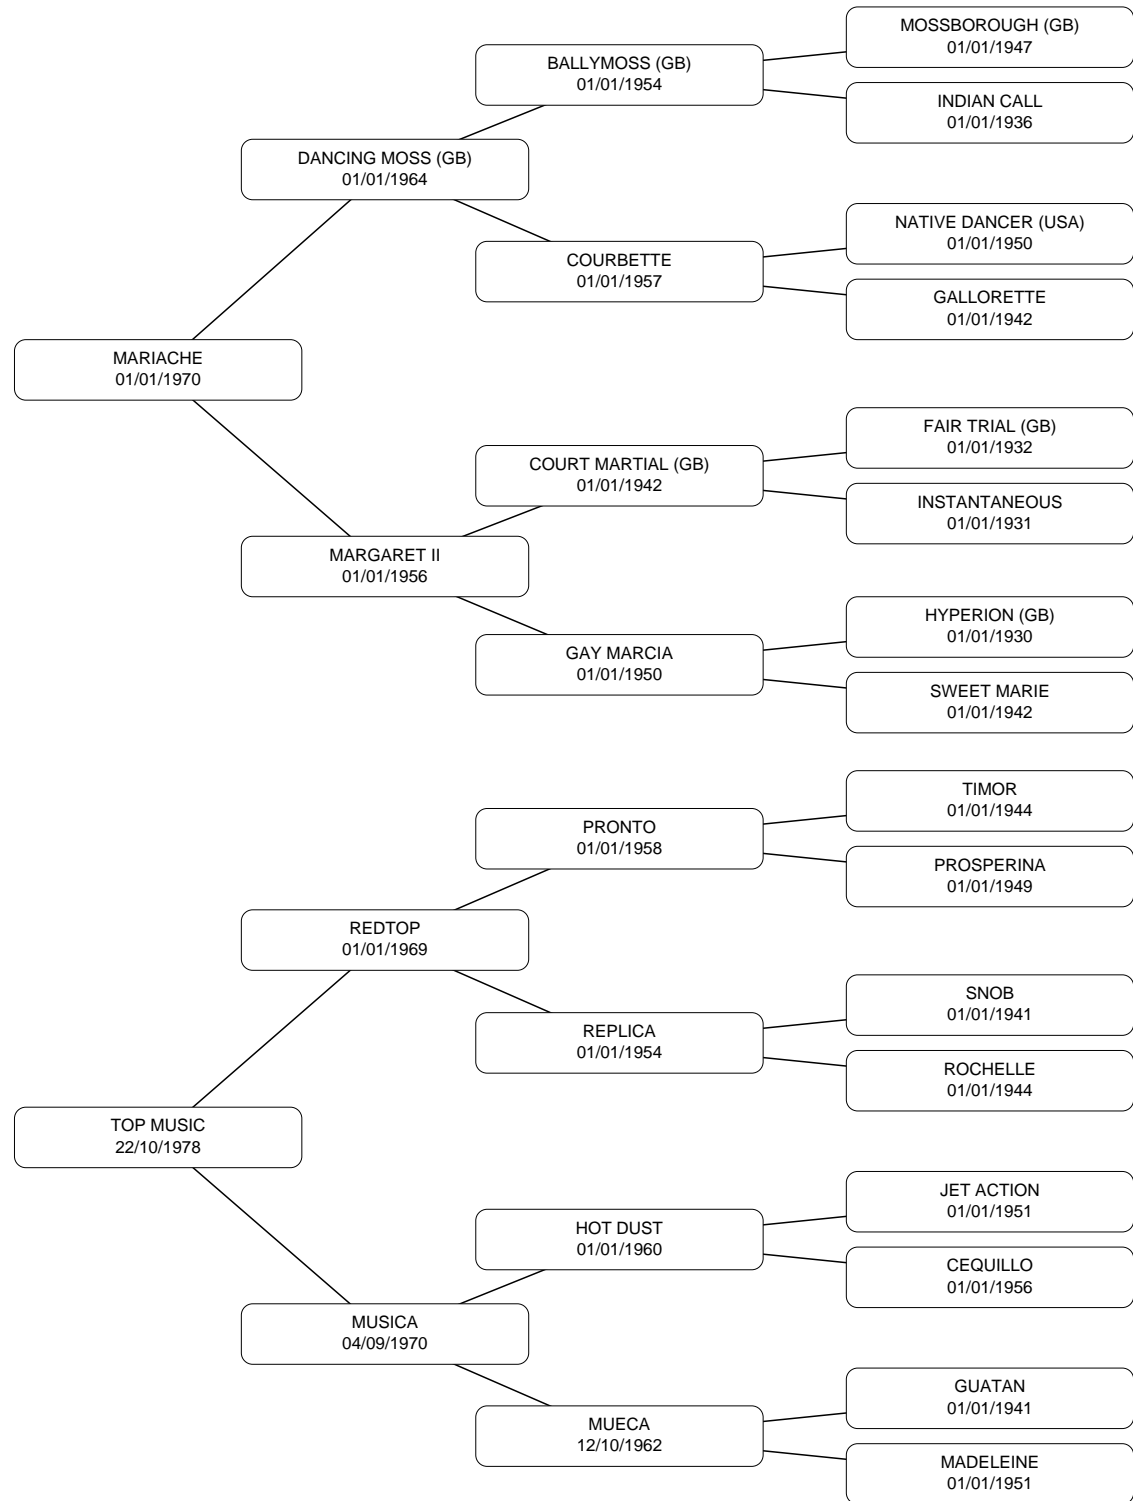 MOSSBOROUGH (GB)
01/01/1947
BALLYMOSS (GB)
01/01/1954
INDIAN CALL
01/01/1936
DANCING MOSS (GB)
01/01/1964
NATIVE DANCER (USA)
01/01/1950
COURBETTE
01/01/1957
GALLORETTE
01/01/1942
MARIACHE
01/01/1970
FAIR TRIAL (GB)
01/01/1932
COURT MARTIAL (GB)
01/01/1942
INSTANTANEOUS
01/01/1931
MARGARET II
01/01/1956
HYPERION (GB)
01/01/1930
GAY MARCIA
01/01/1950
SWEET MARIE
01/01/1942
TIMOR
01/01/1944
PRONTO
01/01/1958
PROSPERINA
01/01/1949
REDTOP
01/01/1969
SNOB
01/01/1941
REPLICA
01/01/1954
ROCHELLE
01/01/1944
TOP MUSIC
22/10/1978
JET ACTION
01/01/1951
HOT DUST
01/01/1960
CEQUILLO
01/01/1956
MUSICA
04/09/1970
GUATAN
01/01/1941
MUECA
12/10/1962
MADELEINE
01/01/1951